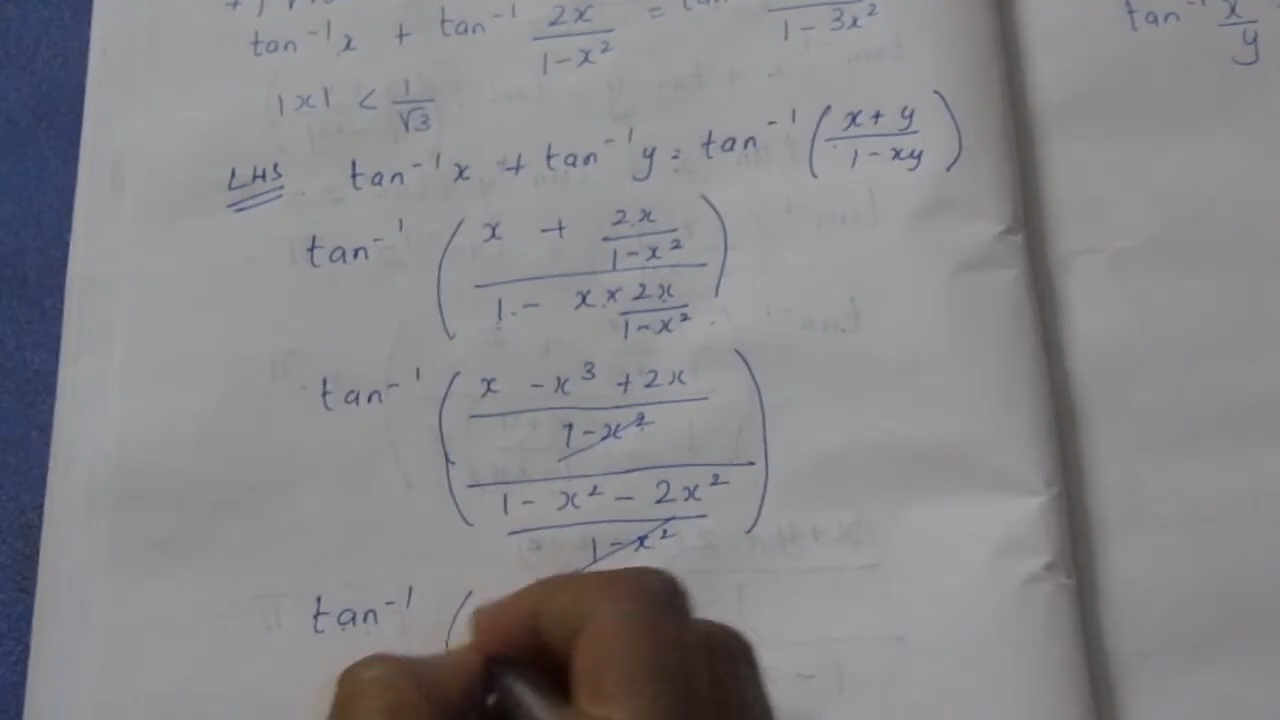 tan⁻¹x + tan⁻¹ 2x/(1-x²) = tan 1-3x²
|x| < 1/√3
LHS. tan⁻¹x + tan⁻¹y = tan⁻¹((x+y)/(1-xy))
tan⁻¹((x + 2x/(1-x²))/(1 - x×2x/(1-x²)))
tan⁻¹(((x -x³ +2x)/(1-x²))/((1-x²-2x²)/(1-x²)))
tan⁻¹(
tan⁻¹ x/y